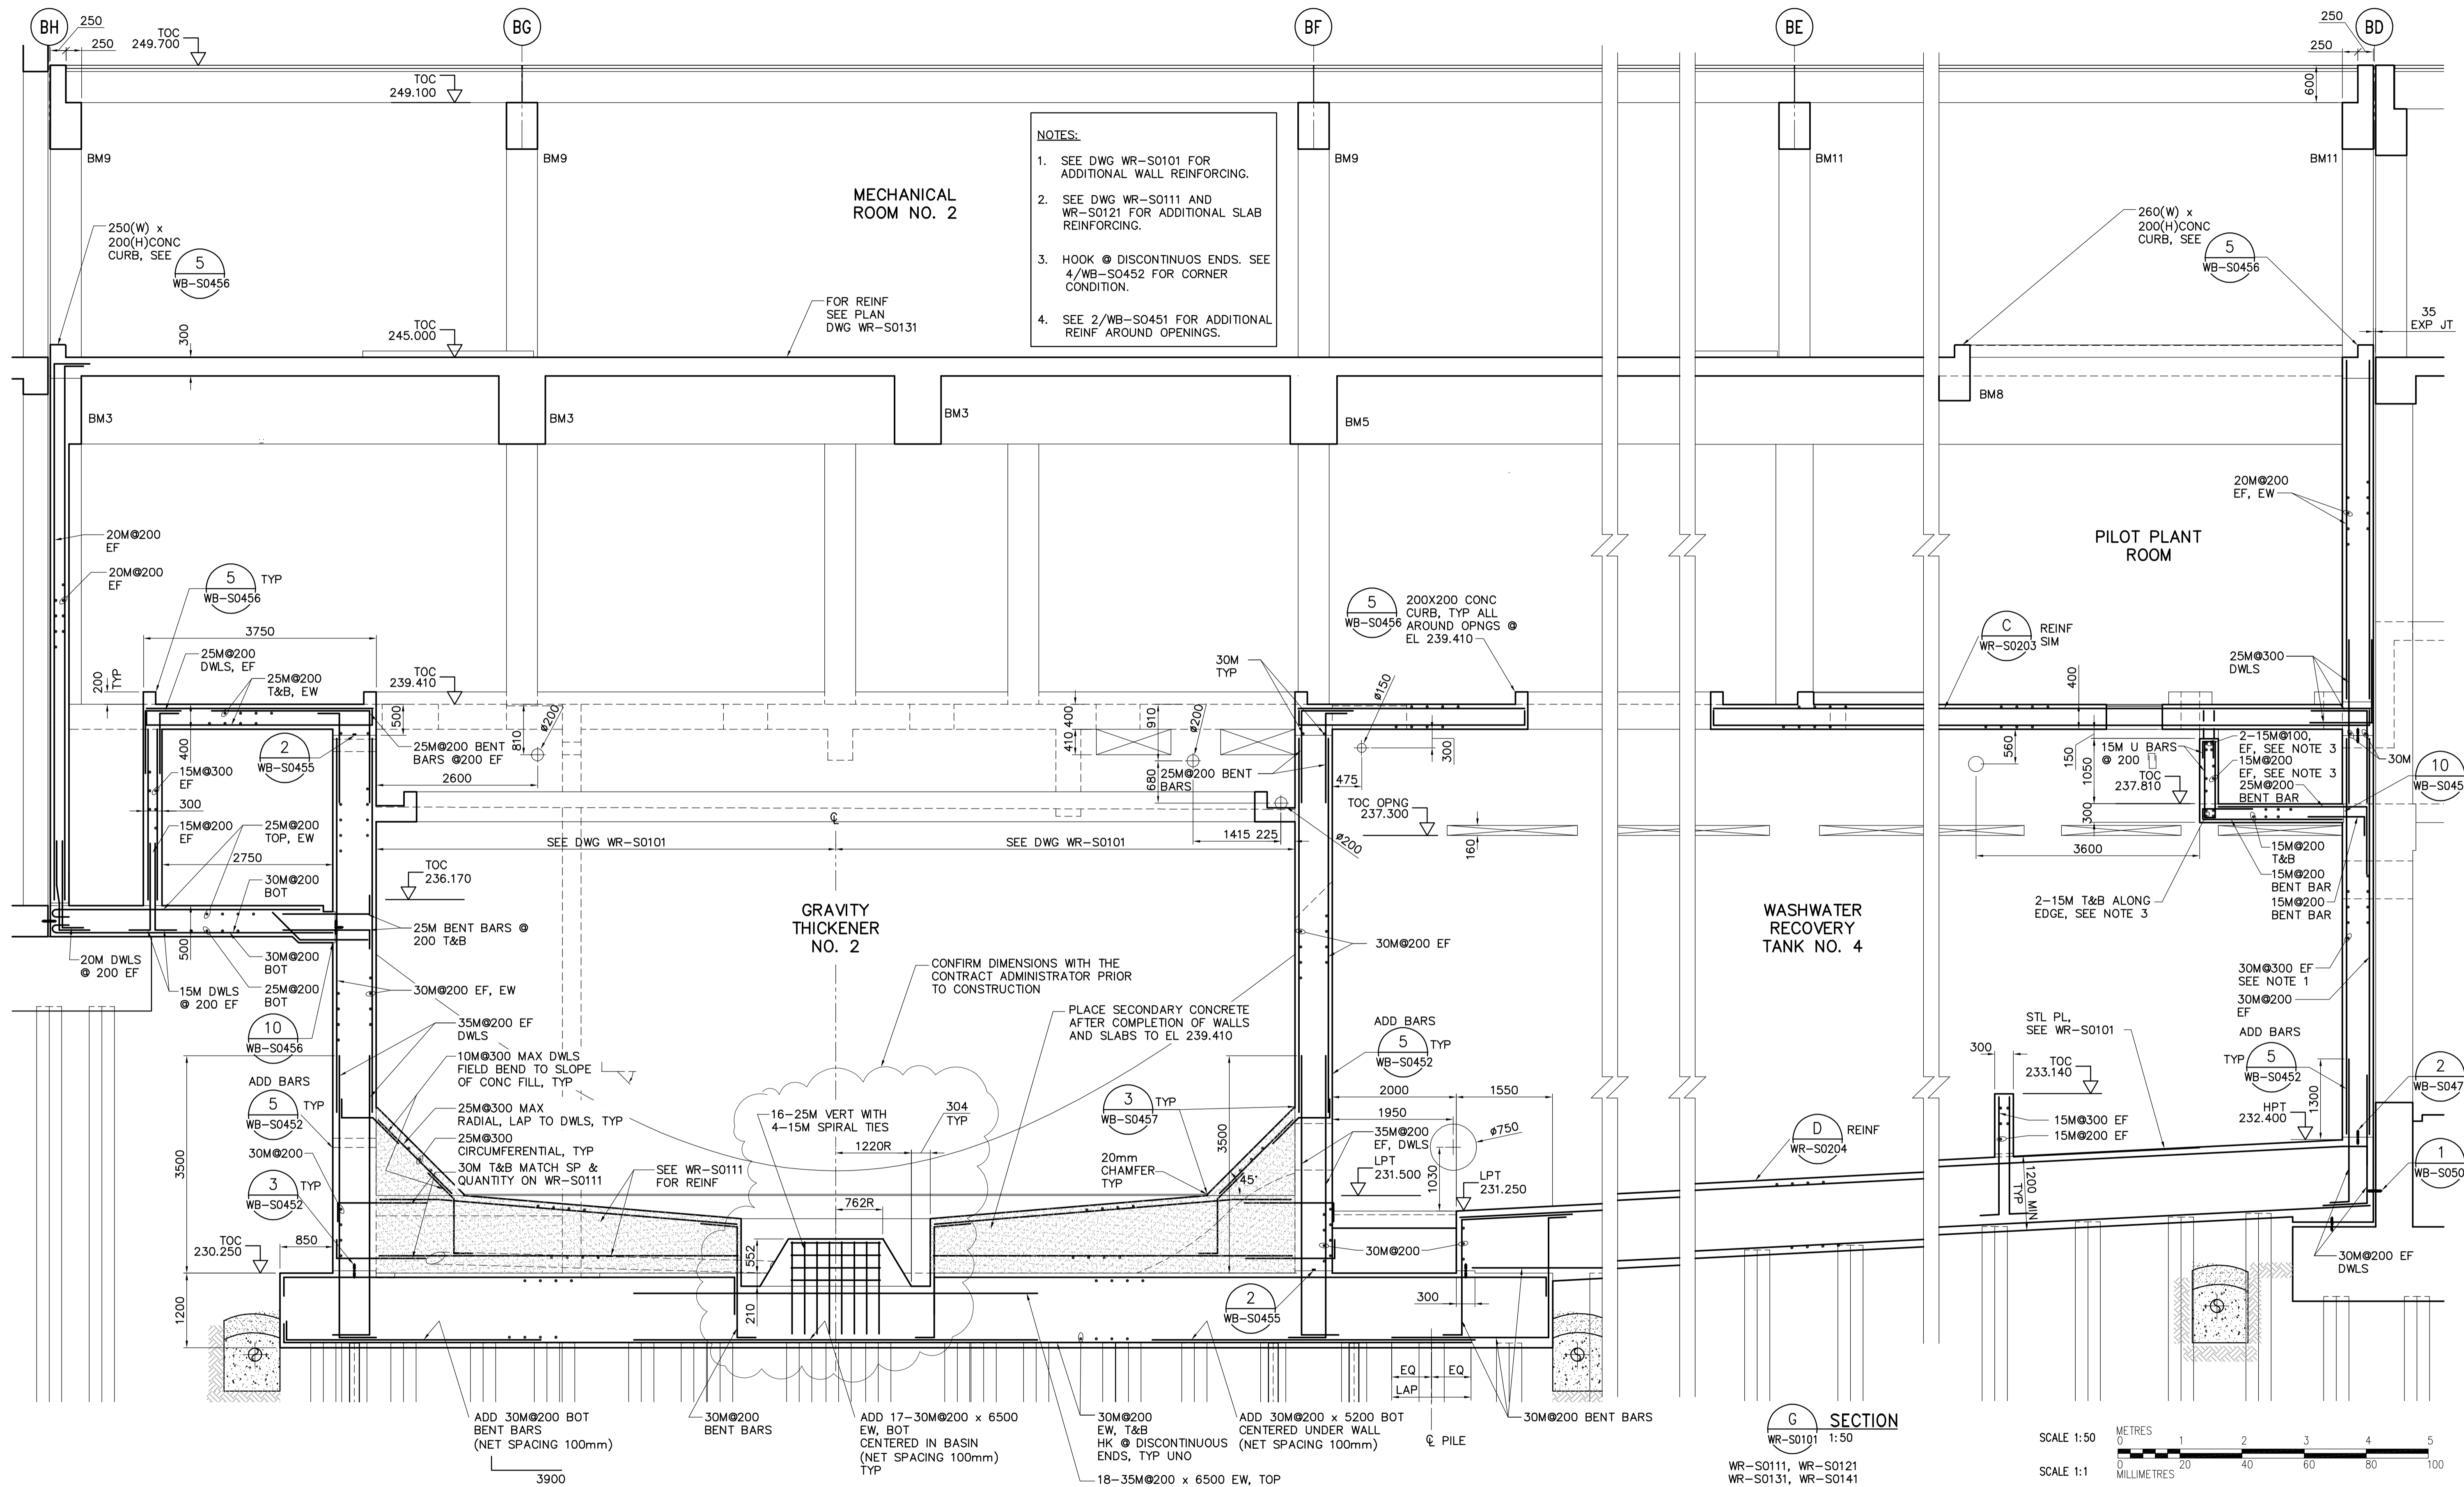 BH
BG
BF
BE
BD
250
250
TOC
249.700
TOC
249.100
250
250
600
BM9
BM9
BM9
BM11
BM11
MECHANICAL
ROOM NO. 2
NOTES:
1. SEE DWG WR-S0101 FOR
ADDITIONAL WALL REINFORCING.
2. SEE DWG WR-S0111 AND
WR-S0121 FOR ADDITIONAL SLAB
REINFORCING.
3. HOOK @ DISCONTINUOS ENDS. SEE
4/WB-S0452 FOR CORNER
CONDITION.
4. SEE 2/WB-S0451 FOR ADDITIONAL
REINF AROUND OPENINGS.
250(W) x
200(H)CONC
CURB, SEE
5
WB-S0456
260(W) x
200(H)CONC
CURB, SEE
5
WB-S0456
FOR REINF
SEE PLAN
DWG WR-S0131
300
TOC
245.000
35
EXP JT
BM3
BM3
BM3
BM5
BM8
20M@200
EF
20M@200
EF
5
WB-S0456
TYP
20M@200
EF, EW
PILOT PLANT
ROOM
5
WB-S0456
200X200 CONC
CURB, TYP ALL
AROUND OPNGS @
EL 239.410
C
WR-S0203
REINF
SIM
3750
25M@200
DWLS, EF
25M@200
T&B, EW
200
TYP
TOC
239.410
30M
TYP
25M@300
DWLS
400
500
810
ø200
400
410
910
680
ø200
ø150
300
475
400
2
WB-S0455
25M@200 BENT
BARS @200 EF
2600
15M@300
EF
300
15M@200
EF
25M@200
TOP, EW
2750
30M@200
BOT
25M@200 BENT
BARS
1415 225
ø200
TOC OPNG
237.300
160
560
150
1050
300
15M U BARS
@ 200
TOC
237.810
2-15M@100,
EF, SEE NOTE 3
15M@200
EF, SEE NOTE 3
25M@200
BENT BAR
30M
10
WB-S045
3600
15M@200
T&B
15M@200
BENT BAR
15M@200
BENT BAR
2-15M T&B ALONG
EDGE, SEE NOTE 3
SEE DWG WR-S0101
℄
SEE DWG WR-S0101
TOC
236.170
GRAVITY
THICKENER
NO. 2
WASHWATER
RECOVERY
TANK NO. 4
25M BENT BARS @
200 T&B
500
20M DWLS
@ 200 EF
15M DWLS
@ 200 EF
30M@200
BOT
25M@200
BOT
30M@200 EF, EW
10
WB-S0456
CONFIRM DIMENSIONS WITH THE
CONTRACT ADMINISTRATOR PRIOR
TO CONSTRUCTION
30M@200 EF
30M@300 EF
SEE NOTE 1
30M@200
EF
35M@200 EF
DWLS
PLACE SECONDARY CONCRETE
AFTER COMPLETION OF WALLS
AND SLABS TO EL 239.410
10M@300 MAX DWLS
FIELD BEND TO SLOPE
OF CONC FILL, TYP
ADD BARS
5
WB-S0452
TYP
ADD BARS
5
WB-S0452
TYP
STL PL,
SEE WR-S0101
ADD BARS
TYP
5
WB-S0452
300
TOC
233.140
2
WB-S047
25M@300 MAX
RADIAL, LAP TO DWLS, TYP
25M@300
CIRCUMFERENTIAL, TYP
30M T&B MATCH SP &
QUANTITY ON WR-S0111
16-25M VERT WITH
4-15M SPIRAL TIES
304
TYP
1220R
3
WB-S0457
TYP
3500
2000
1550
1950
ø750
35M@200
EF, DWLS
1030
15M@300 EF
15M@200 EF
HPT
232.400
1300
D
WR-S0204
REINF
3500
30M@200
3
WB-S0452
TYP
SEE WR-S0111
FOR REINF
762R
20mm
CHAMFER
TYP
45°
LPT
231.500
LPT
231.250
1200 MIN
TYP
1
WB-S050
TOC
230.250
850
1200
552
210
30M@200
300
2
WB-S0455
30M@200 EF
DWLS
EQ
EQ
LAP
℄ PILE
30M@200 BENT BARS
ADD 30M@200 BOT
BENT BARS
(NET SPACING 100mm)
3900
30M@200
BENT BARS
ADD 17-30M@200 x 6500
EW, BOT
CENTERED IN BASIN
(NET SPACING 100mm)
TYP
30M@200
EW, T&B
HK @ DISCONTINUOUS
ENDS, TYP UNO
18-35M@200 x 6500 EW, TOP
ADD 30M@200 x 5200 BOT
CENTERED UNDER WALL
(NET SPACING 100mm)
G
WR-S0101
SECTION
1:50
WR-S0111, WR-S0121
WR-S0131, WR-S0141
SCALE 1:50
METRES
0 1 2 3 4 5
SCALE 1:1
0 20 40 60 80 100
MILLIMETRES